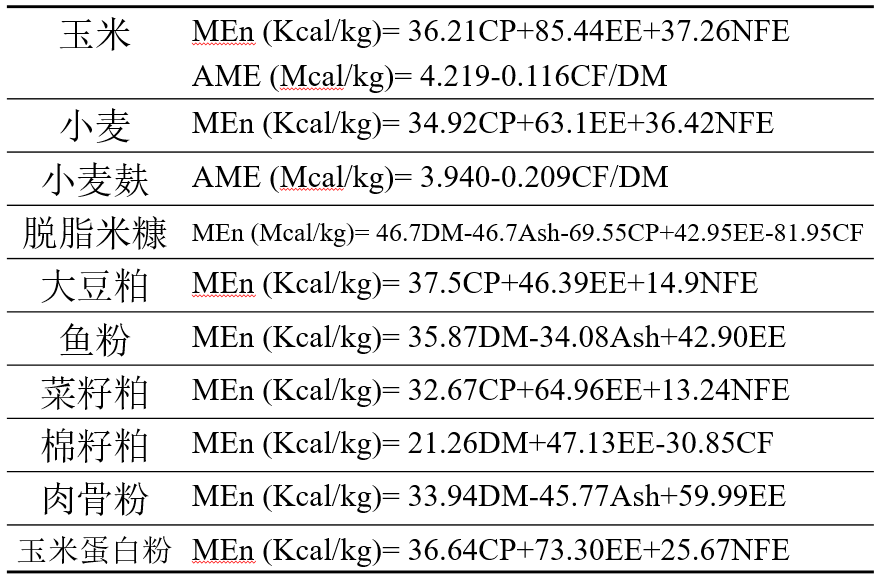 玉米 MEn (Kcal/kg)= 36.21CP+85.44EE+37.26NFE
AME (Mcal/kg)= 4.219-0.116CF/DM
小麦 MEn (Kcal/kg)= 34.92CP+63.1EE+36.42NFE
小麦麸 AME (Mcal/kg)= 3.940-0.209CF/DM
脱脂米糠 MEn (Mcal/kg)= 46.7DM-46.7Ash-69.55CP+42.95EE-81.95CF
大豆粕 MEn (Kcal/kg)= 37.5CP+46.39EE+14.9NFE
鱼粉 MEn (Kcal/kg)= 35.87DM-34.08Ash+42.90EE
菜籽粕 MEn (Kcal/kg)= 32.67CP+64.96EE+13.24NFE
棉籽粕 MEn (Kcal/kg)= 21.26DM+47.13EE-30.85CF
肉骨粉 MEn (Kcal/kg)= 33.94DM-45.77Ash+59.99EE
玉米蛋白粉 MEn (Kcal/kg)= 36.64CP+73.30EE+25.67NFE